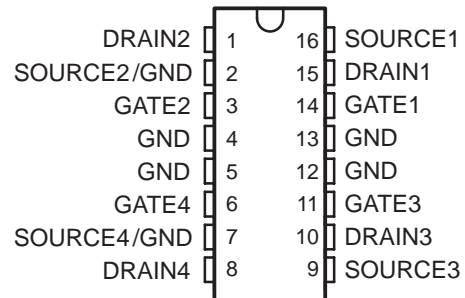 DRAIN2 1 16 SOURCE1
SOURCE2/GND 2 15 DRAIN1
GATE2 3 14 GATE1
GND 4 13 GND
GND 5 12 GND
GATE4 6 11 GATE3
SOURCE4/GND 7 10 DRAIN3
DRAIN4 8 9 SOURCE3